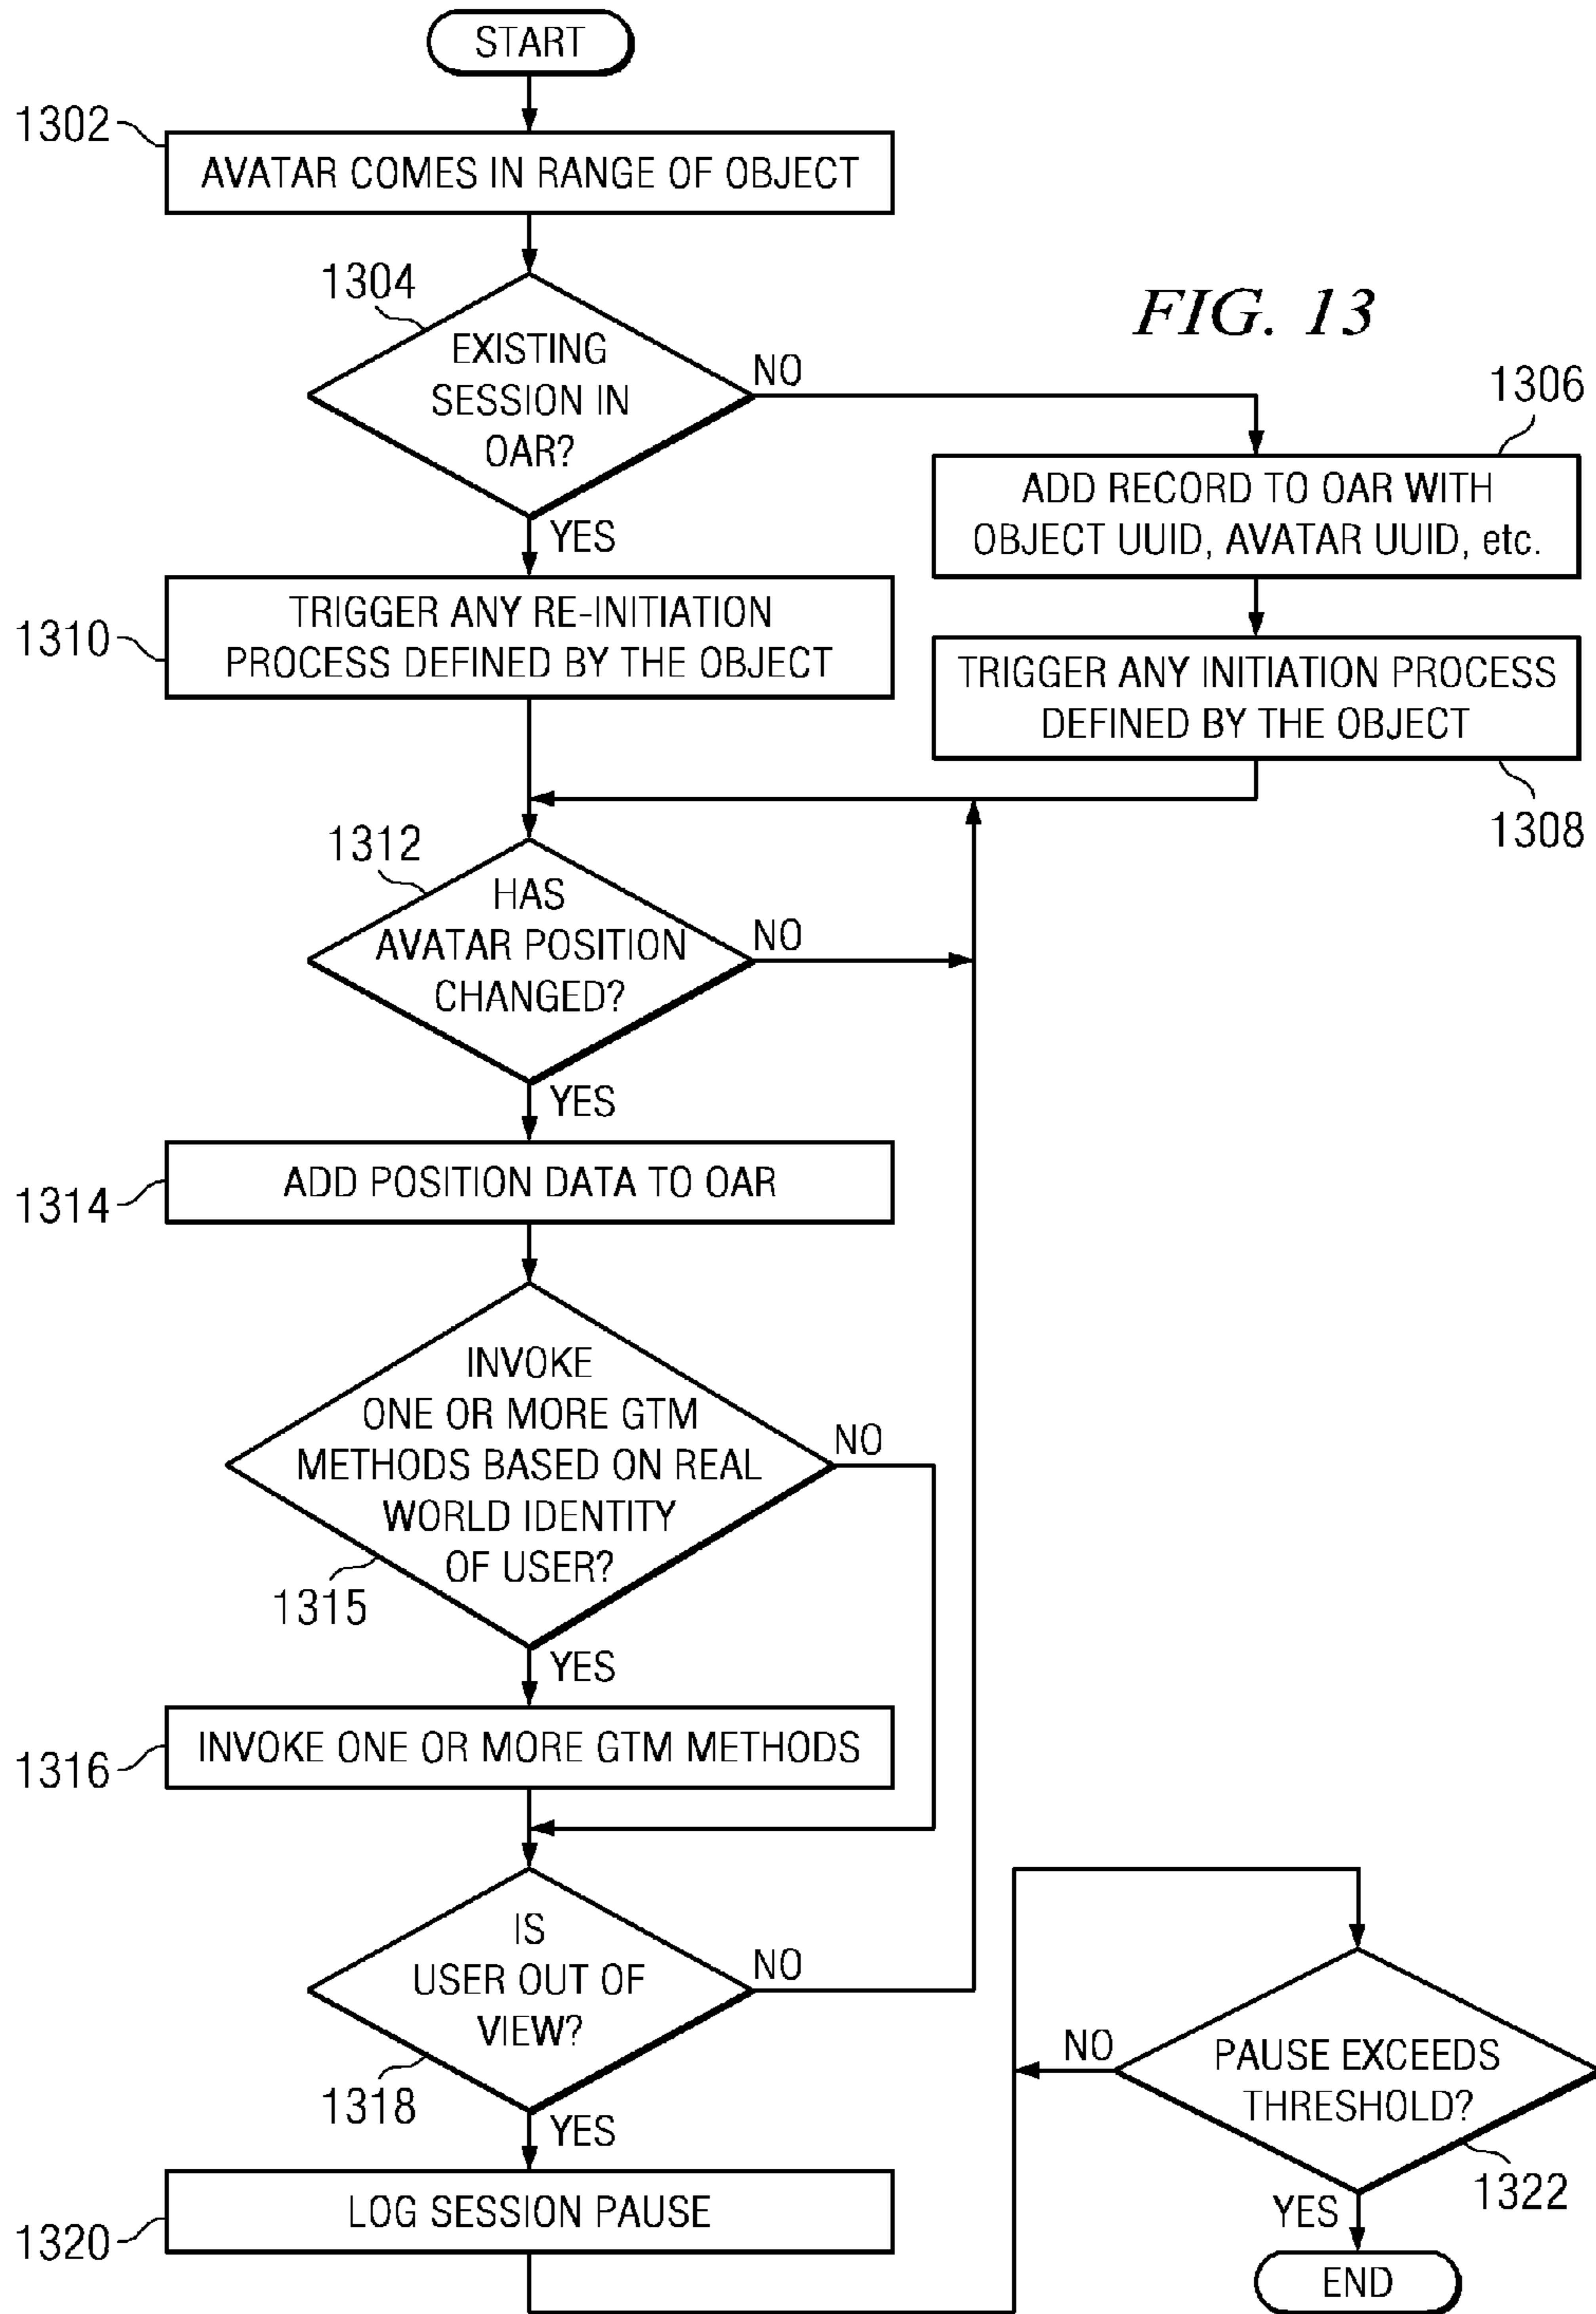 START
1302
AVATAR COMES IN RANGE OF OBJECT
1304
EXISTING
SESSION IN
OAR?
NO
YES
FIG. 13
1306
ADD RECORD TO OAR WITH
OBJECT UUID, AVATAR UUID, etc.
1310
TRIGGER ANY RE-INITIATION
PROCESS DEFINED BY THE OBJECT
TRIGGER ANY INITIATION PROCESS
DEFINED BY THE OBJECT
1308
1312
HAS
AVATAR POSITION
CHANGED?
NO
YES
1314
ADD POSITION DATA TO OAR
INVOKE
ONE OR MORE GTM
METHODS BASED ON REAL
WORLD IDENTITY
OF USER?
NO
1315
YES
1316
INVOKE ONE OR MORE GTM METHODS
IS
USER OUT OF
VIEW?
NO
1318
YES
1320
LOG SESSION PAUSE
NO
PAUSE EXCEEDS
THRESHOLD?
1322
YES
END